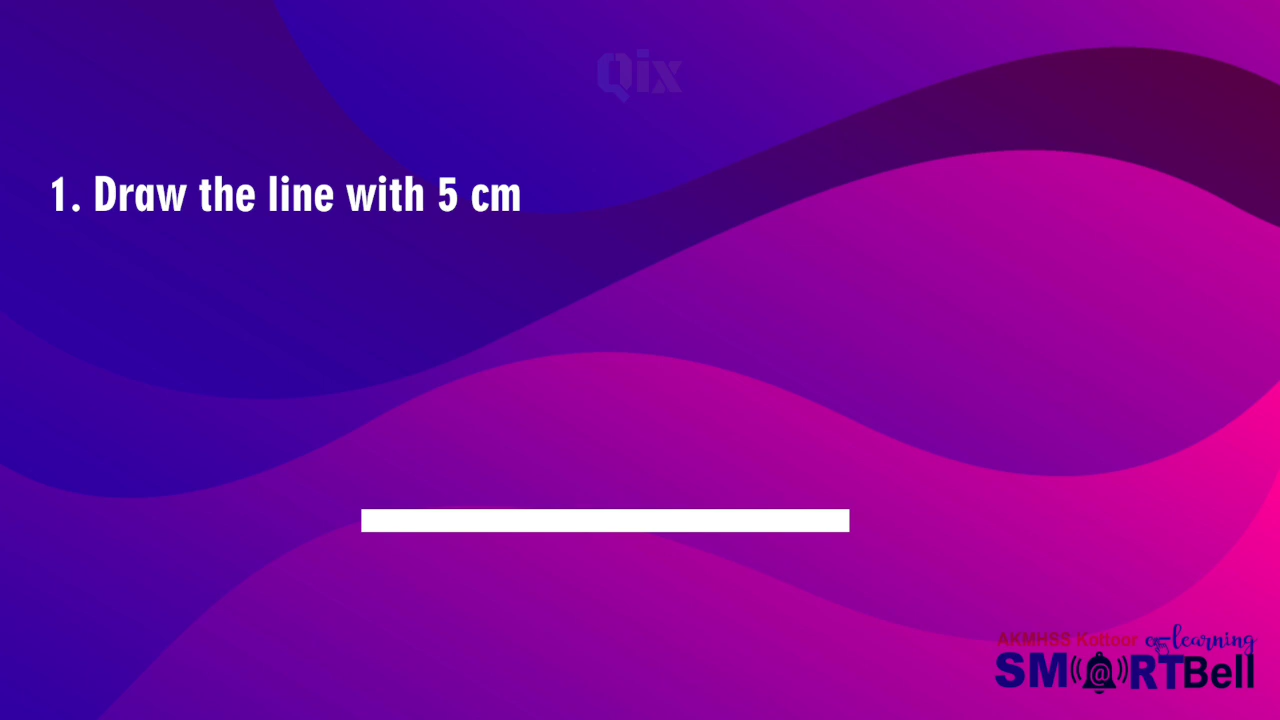 Qix
1. Draw the line with 5 cm
AKMHSS Kottoor e-learning
SM@RTBell